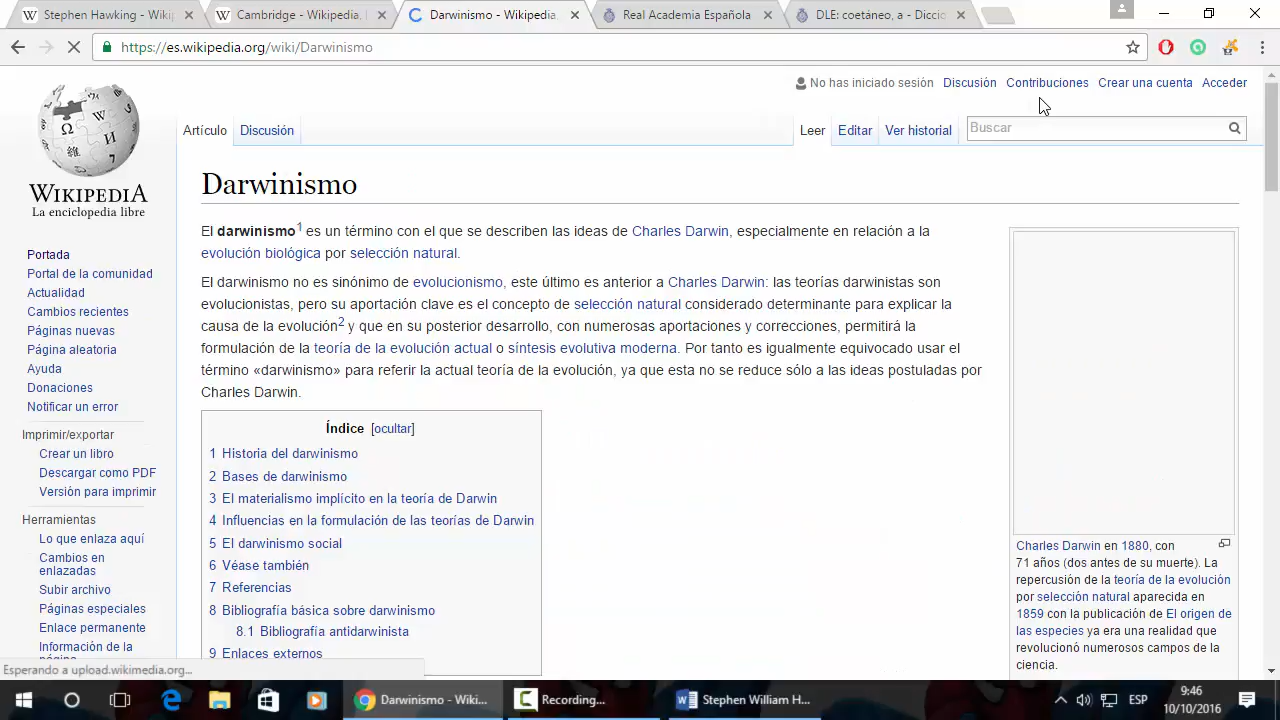 Stephen Hawking - Wikip
Cambridge - Wikipedia, l
Darwinismo - Wikipedia,
Real Academia Española
DLE: coetáneo, a - Diccio
https://es.wikipedia.org/wiki/Darwinismo
No has iniciado sesión Discusión Contribuciones Crear una cuenta Acceder
Artículo Discusión Leer Editar Ver historial Buscar
WIKIPEDIA
La enciclopedia libre
Portada
Portal de la comunidad
Actualidad
Cambios recientes
Páginas nuevas
Página aleatoria
Ayuda
Donaciones
Notificar un error
Imprimir/exportar
Crear un libro
Descargar como PDF
Versión para imprimir
Herramientas
Lo que enlaza aquí
Cambios en
enlazadas
Subir archivo
Páginas especiales
Enlace permanente
Información de la
Darwinismo
El darwinismo1 es un término con el que se describen las ideas de Charles Darwin, especialmente en relación a la
evolución biológica por selección natural.
El darwinismo no es sinónimo de evolucionismo, este último es anterior a Charles Darwin: las teorías darwinistas son
evolucionistas, pero su aportación clave es el concepto de selección natural considerado determinante para explicar la
causa de la evolución2 y que en su posterior desarrollo, con numerosas aportaciones y correcciones, permitirá la
formulación de la teoría de la evolución actual o síntesis evolutiva moderna. Por tanto es igualmente equivocado usar el
término «darwinismo» para referir la actual teoría de la evolución, ya que esta no se reduce sólo a las ideas postuladas por
Charles Darwin.
Índice [ocultar]
1 Historia del darwinismo
2 Bases de darwinismo
3 El materialismo implícito en la teoría de Darwin
4 Influencias en la formulación de las teorías de Darwin
5 El darwinismo social
6 Véase también
7 Referencias
8 Bibliografía básica sobre darwinismo
8.1 Bibliografía antidarwinista
9 Enlaces externos
Charles Darwin en 1880, con
71 años (dos antes de su muerte). La
repercusión de la teoría de la evolución
por selección natural aparecida en
1859 con la publicación de El origen de
las especies ya era una realidad que
revolucionó numerosos campos de la
ciencia.
Esperando a upload.wikimedia.org...
Darwinismo - Wiki...
Recording...
Stephen William H...
ESP
9:46
10/10/2016